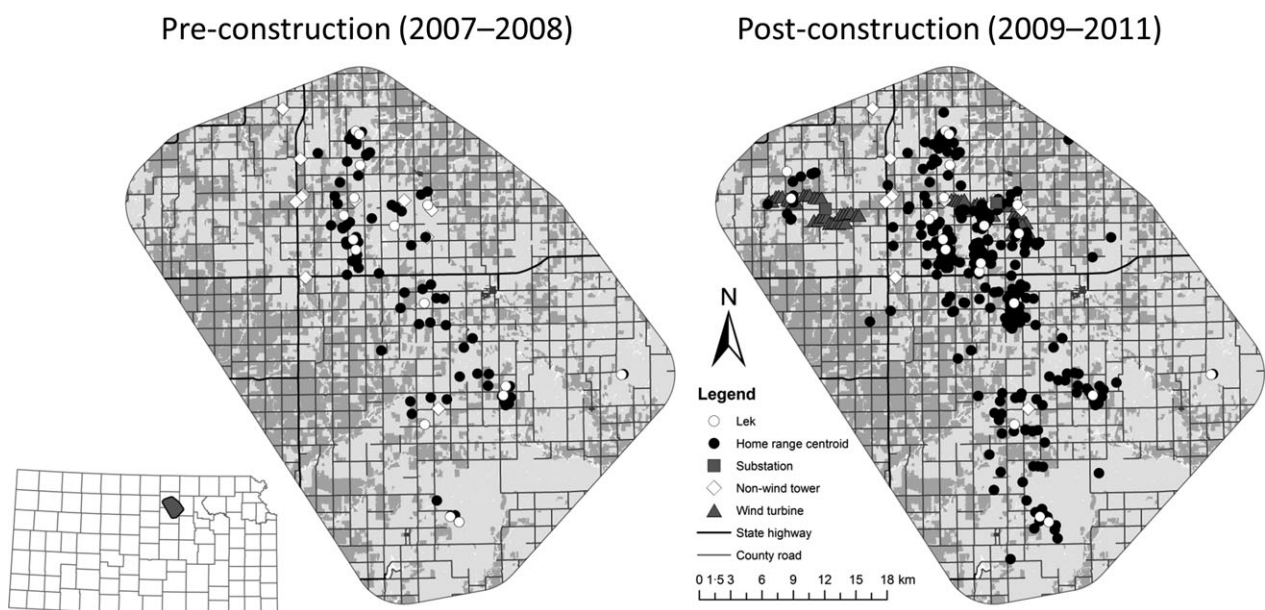 Pre-construction (2007–2008)
Post-construction (2009–2011)
N
Legend
Lek
Home range centroid
Substation
Non-wind tower
Wind turbine
State highway
County road
0 1·5 3 6 9 12 15 18 km